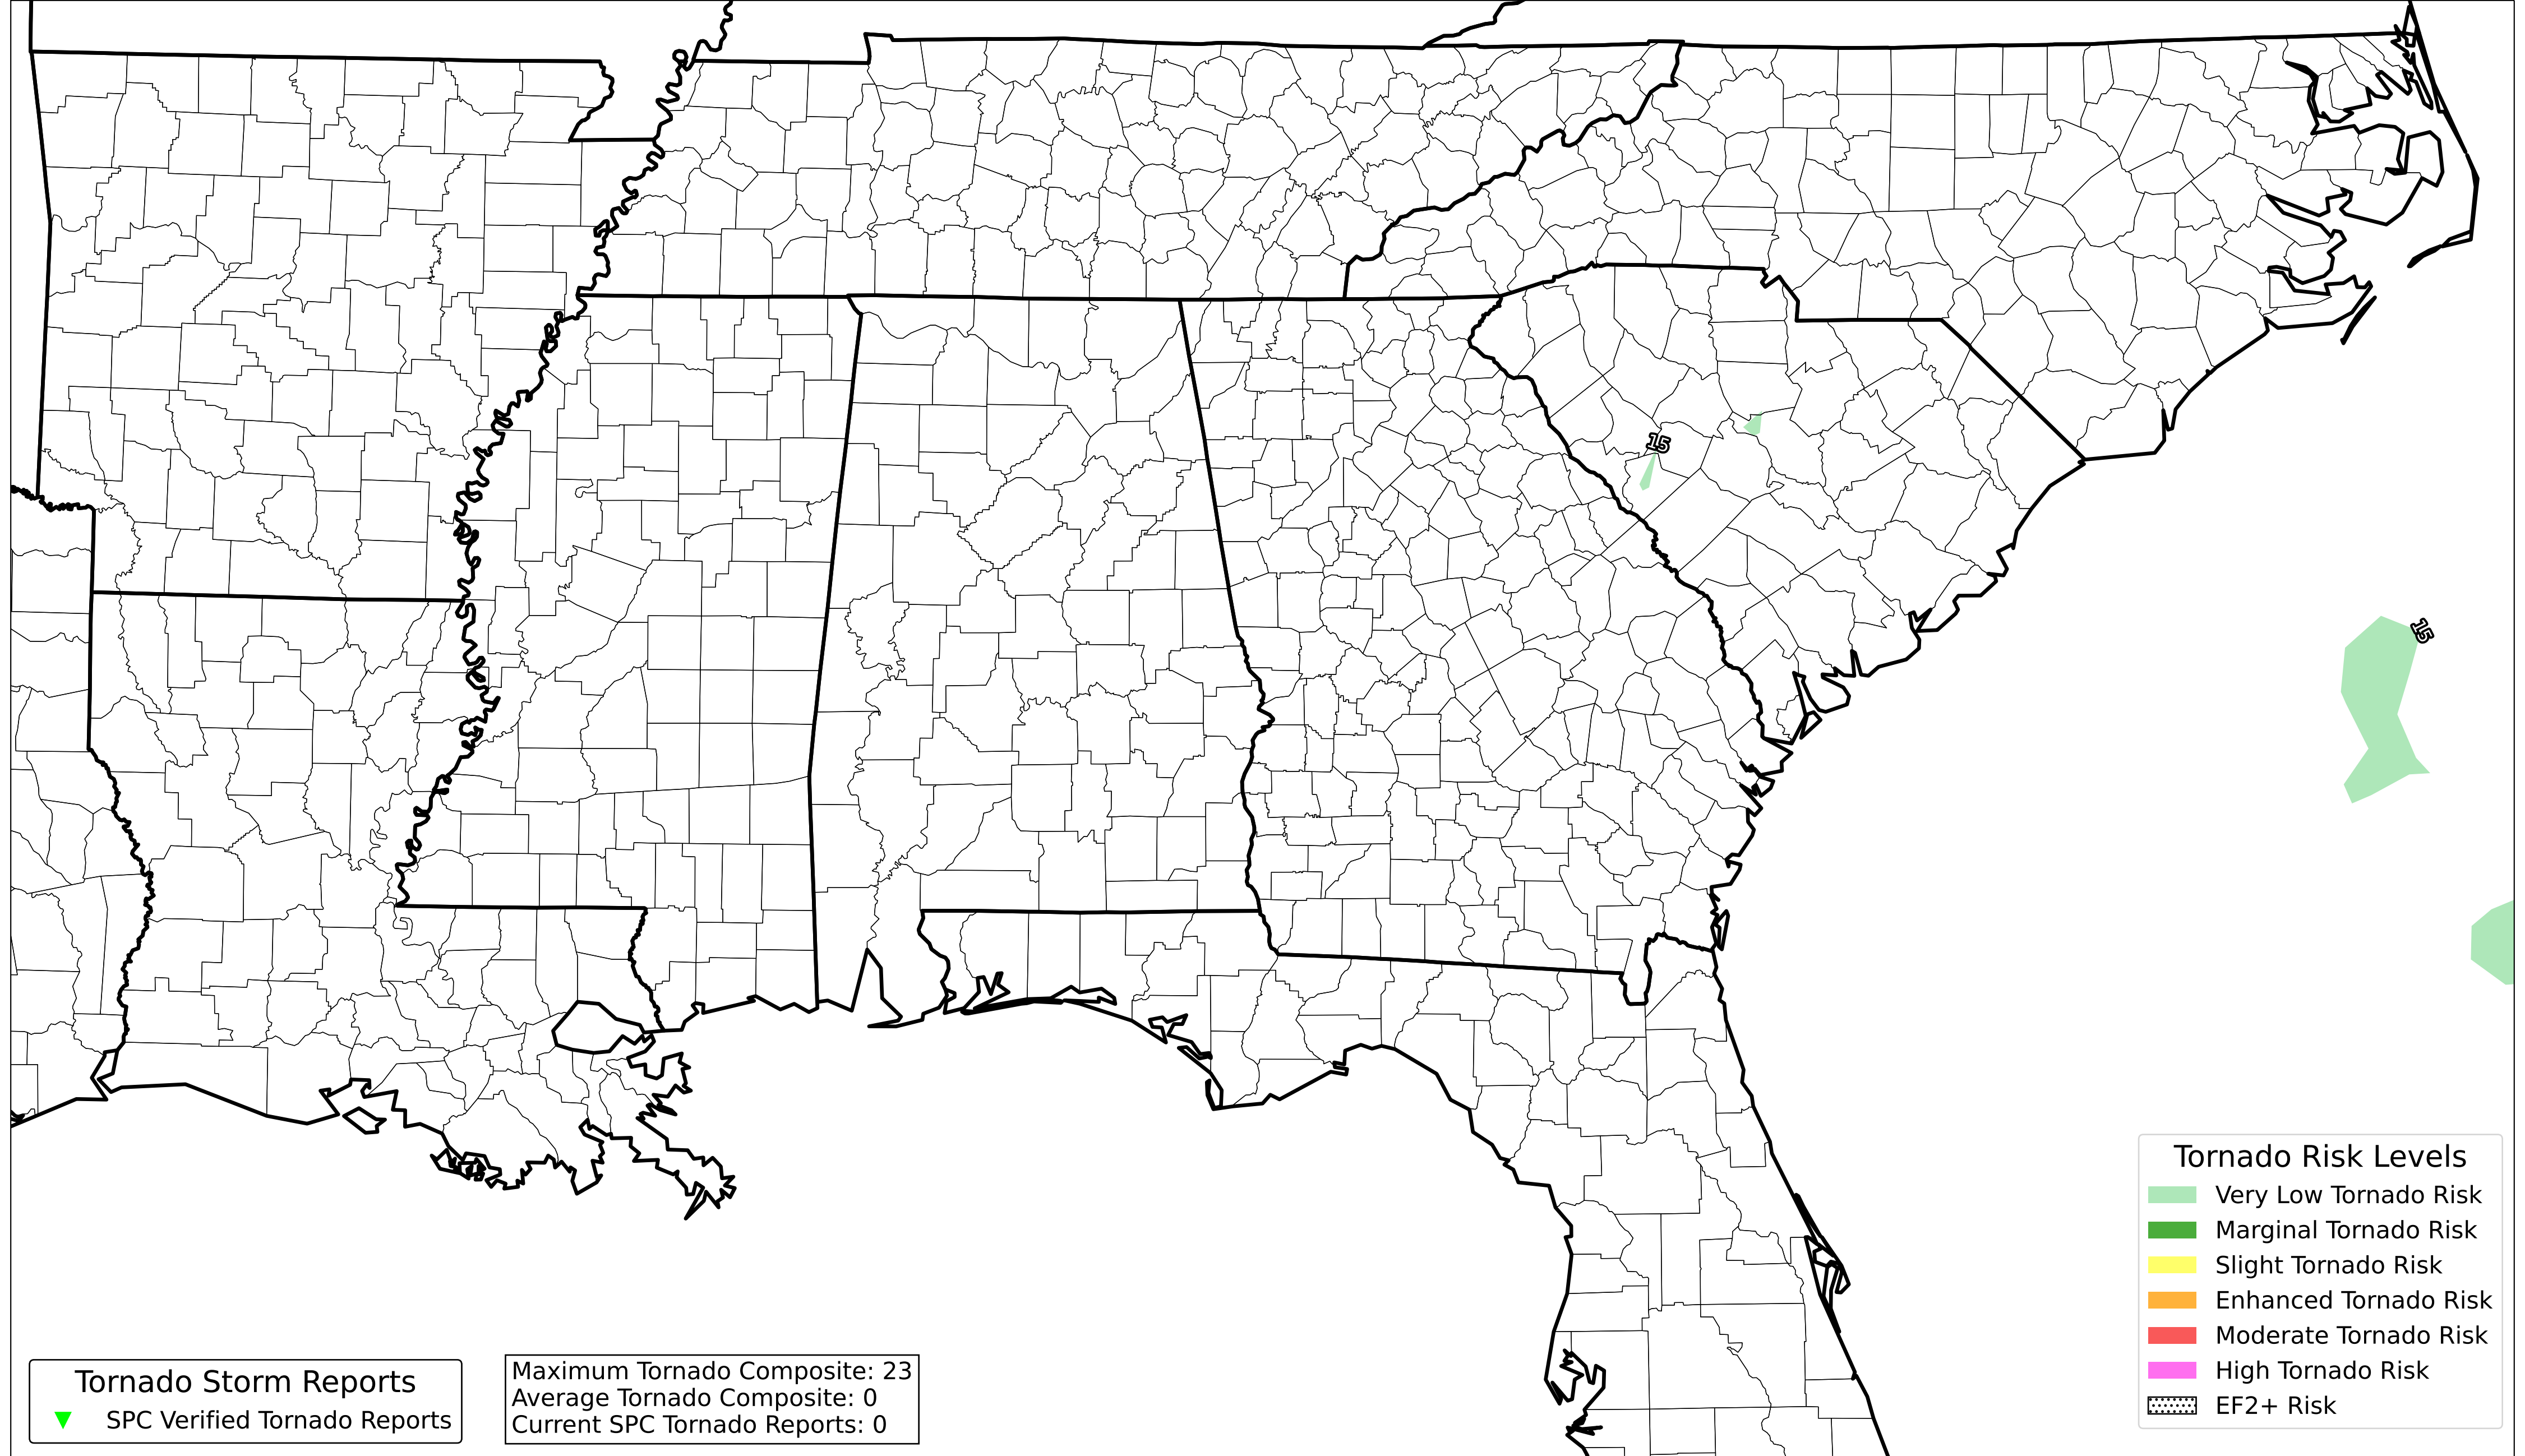 15
15
Tornado Risk Levels
Very Low Tornado Risk
Marginal Tornado Risk
Slight Tornado Risk
Enhanced Tornado Risk
Moderate Tornado Risk
High Tornado Risk
EF2+ Risk
Tornado Storm Reports
SPC Verified Tornado Reports
Maximum Tornado Composite: 23
Average Tornado Composite: 0
Current SPC Tornado Reports: 0